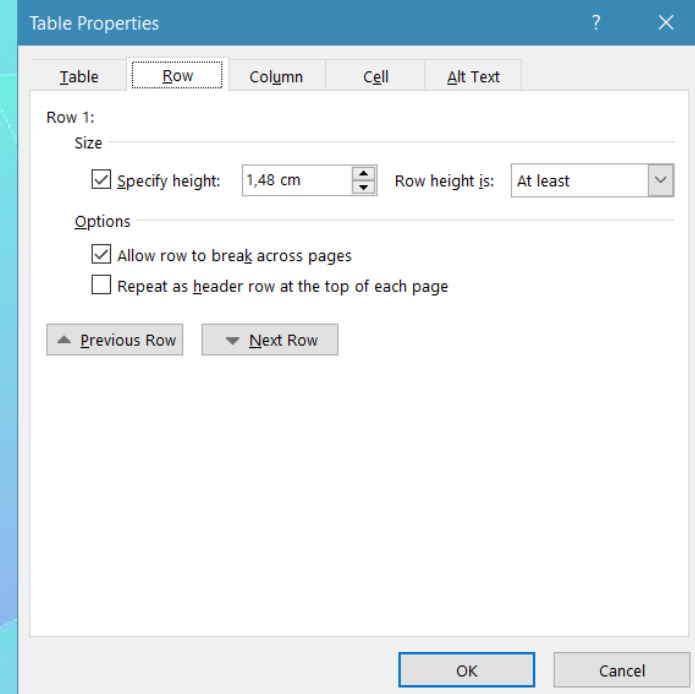 Table Properties ? ×
Table Row Column Cell Alt Text
Row 1:
Size
Specify height: 1,48 cm Row height is: At least
Options
Allow row to break across pages
Repeat as header row at the top of each page
Previous Row Next Row
OK Cancel